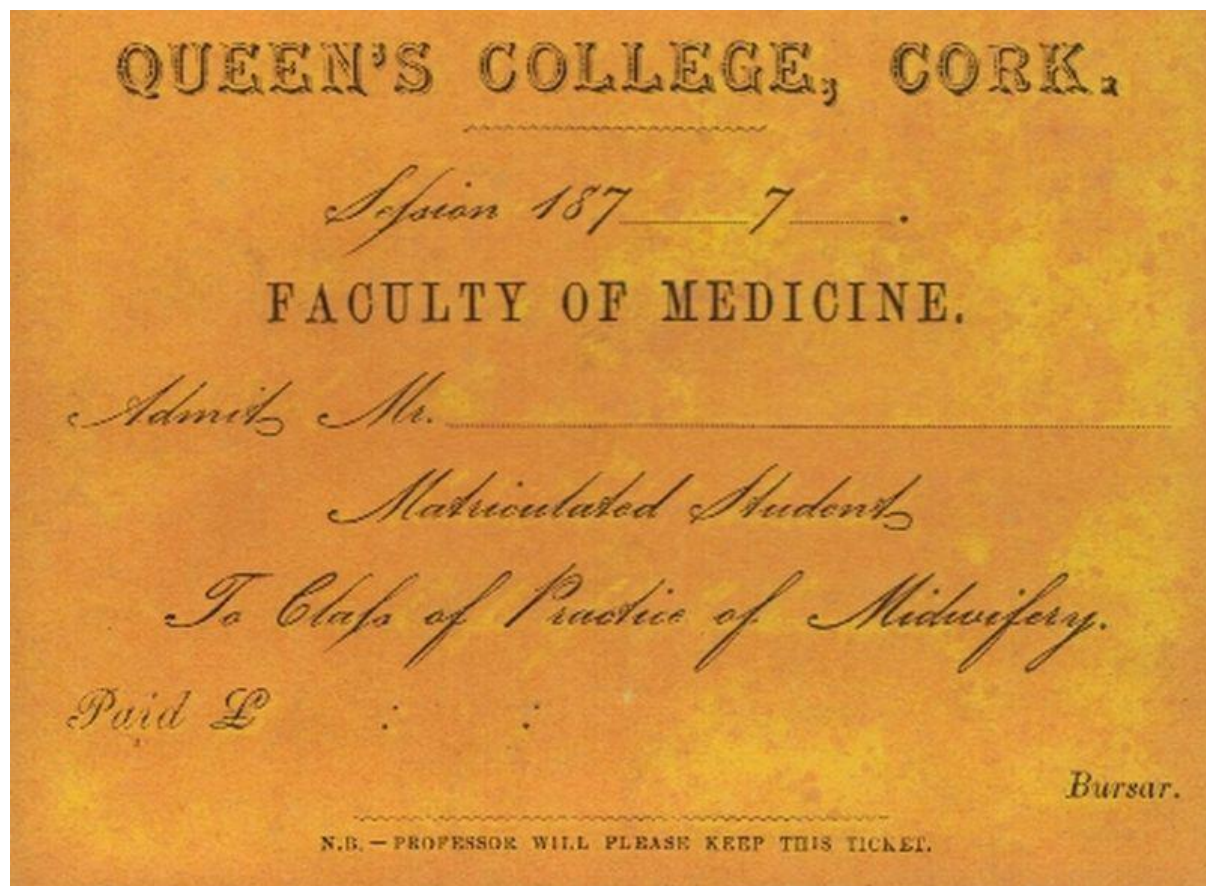 QUEEN'S COLLEGE, CORK.
Session 187 7 .
FACULTY OF MEDICINE.
Admit Mr.
Matriculated Student
To Class of Practice of Midwifery.
Paid £ : :
Bursar.
N.B.—PROFESSOR WILL PLEASE KEEP THIS TICKET.